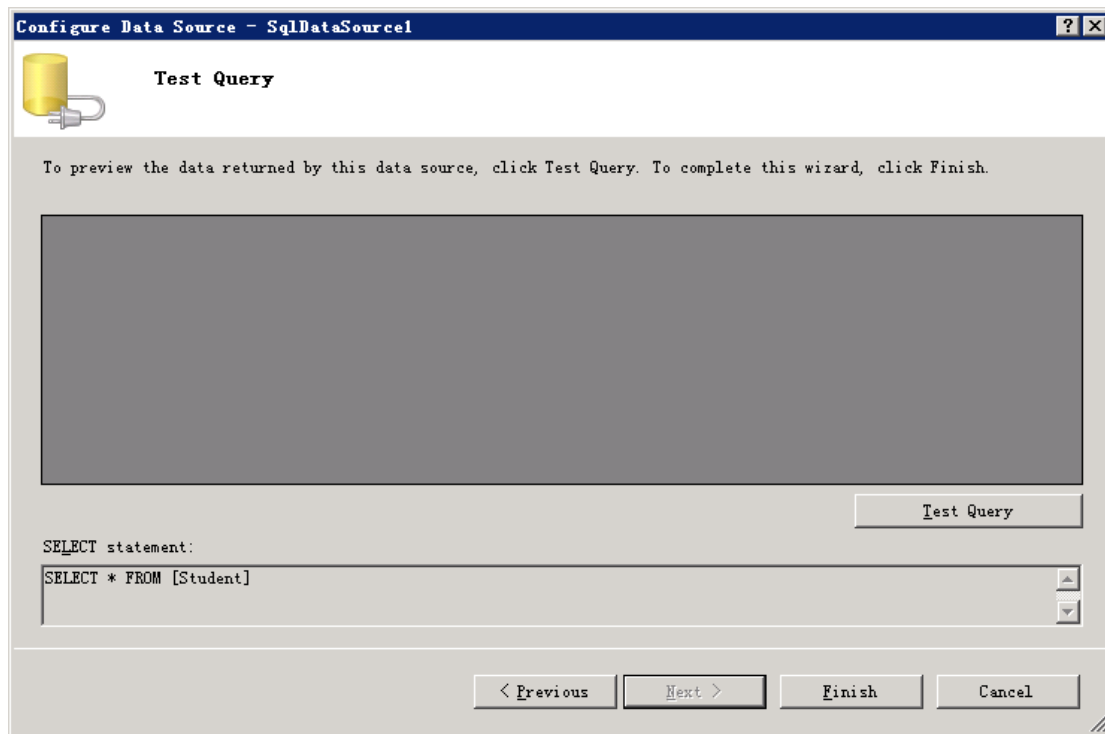 Configure Data Source - SqlDataSource1
Test Query
To preview the data returned by this data source, click Test Query. To complete this wizard, click Finish.
Test Query
SELECT statement:
SELECT * FROM [Student]
< Previous Next > Finish Cancel